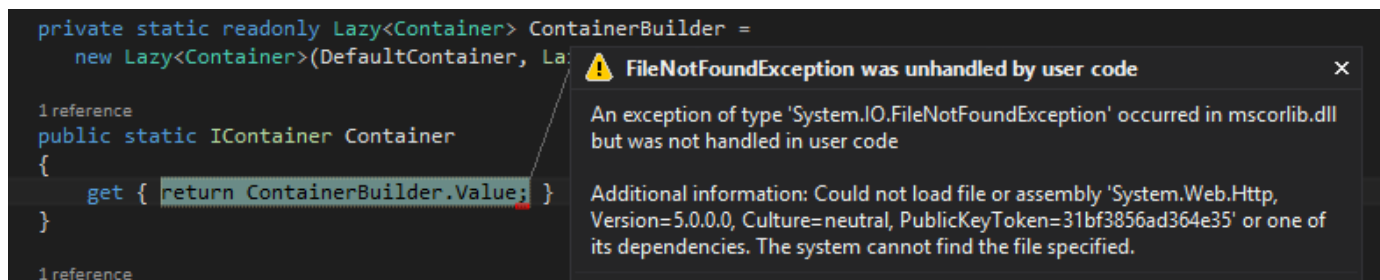 private static readonly Lazy<Container> ContainerBuilder =
new Lazy<Container>(DefaultContainer, La
1 reference
public static IContainer Container
{
get { return ContainerBuilder.Value; }
}
1 reference
FileNotFoundException was unhandled by user code
An exception of type 'System.IO.FileNotFoundException' occurred in mscorlib.dll
but was not handled in user code
Additional information: Could not load file or assembly 'System.Web.Http,
Version=5.0.0.0, Culture=neutral, PublicKeyToken=31bf3856ad364e35' or one of
its dependencies. The system cannot find the file specified.